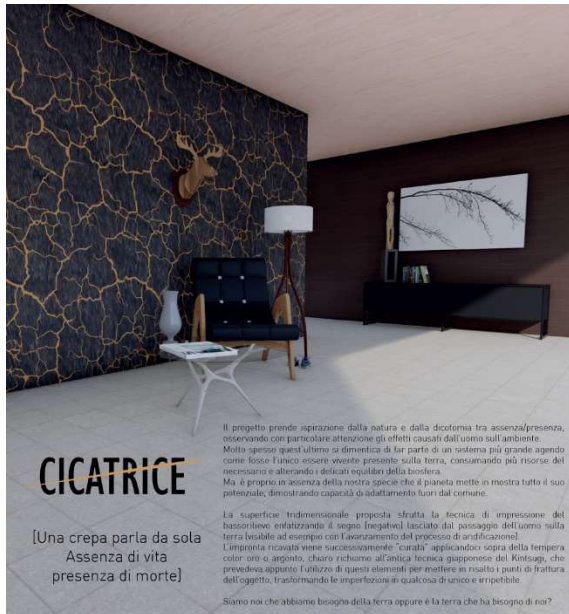 Il progetto prende ispirazione dalla natura e dalla dicotomia tra assenza/presenza,
osservando con particolare attenzione gli effetti causati dall'uomo sull'ambiente.
Molto spesso quest'ultimo si dimentica di far parte di un sistema più grande agendo
come fosse l'unico essere vivente presente sulla terra, consumando più risorse del
necessario e alterando i delicati equilibri della biosfera.
Ma è proprio in assenza della nostra specie che il pianeta mette in mostra tutto il suo
potenziale, dimostrando capacità di adattamento fuori dal comune.
La superficie tridimensionale proposta sfrutta la tecnica di impressione del
bassorilievo enfatizzando il segno [negativo] lasciato dal passaggio dell'uomo sulla
terra [visibile ad esempio con l'avanzamento del processo di aridificazione].
L'impronta ricavata viene successivamente "curata" applicandoci sopra della tempera
color oro o argento, chiaro richiamo all'antica tecnica giapponese del Kintsugi, che
prevedeva appunto l'utilizzo di questi elementi per mettere in risalto i punti di frattura
dell'oggetto, trasformando le imperfezioni in qualcosa di unico e irripetibile.
Siamo noi che abbiamo bisogno della terra oppure è la terra che ha bisogno di noi?
CICATRICE
[Una crepa parla da sola
Assenza di vita
presenza di morte]